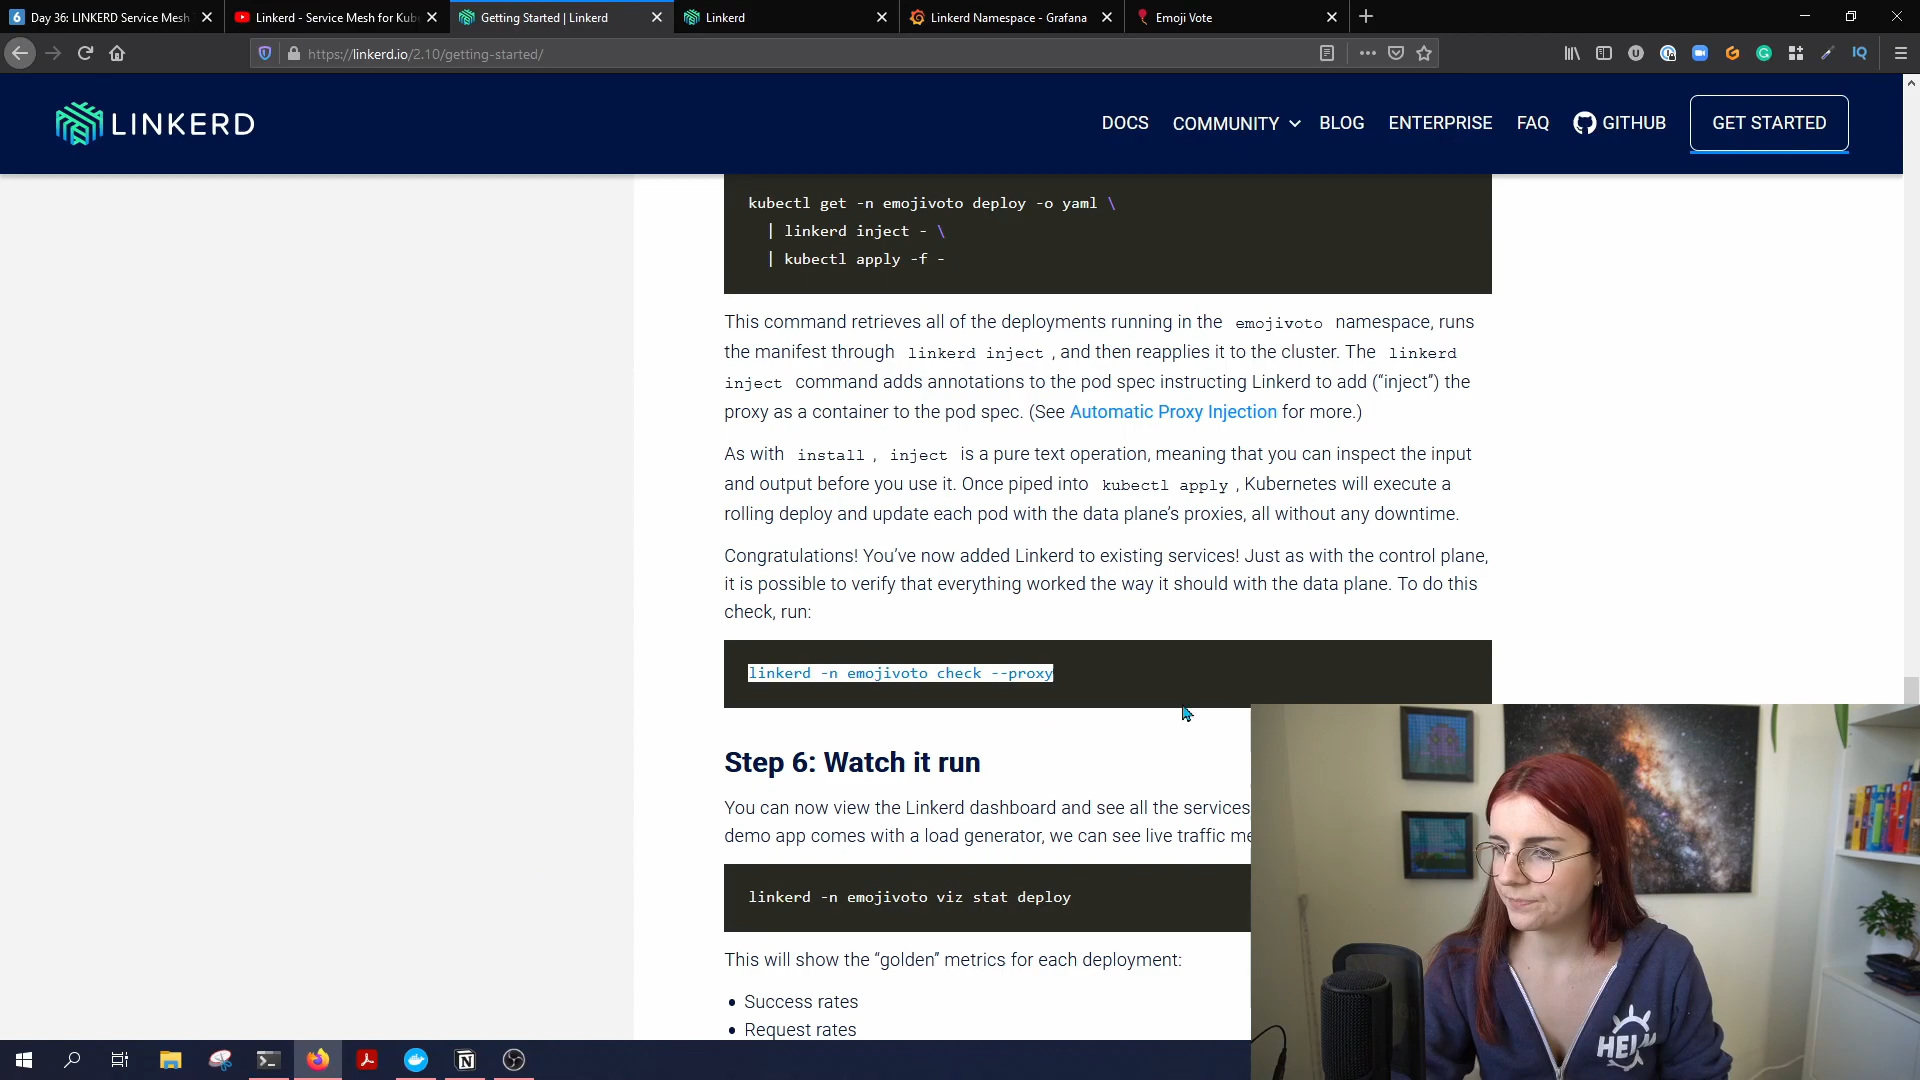 Day 36: LINKERD Service Mesh
Linkerd - Service Mesh for Kub
Getting Started | Linkerd
Linkerd
Linkerd Namespace - Grafana
Emoji Vote
https://linkerd.io/2.10/getting-started/
IQ
LINKERD
DOCS
COMMUNITY
BLOG
ENTERPRISE
FAQ
GITHUB
GET STARTED
kubectl get -n emojivoto deploy -o yaml \
| linkerd inject - \
| kubectl apply -f -
This command retrieves all of the deployments running in the emojivoto namespace, runs
the manifest through linkerd inject , and then reapplies it to the cluster. The linkerd
inject command adds annotations to the pod spec instructing Linkerd to add (“inject”) the
proxy as a container to the pod spec. (See Automatic Proxy Injection for more.)
As with install , inject is a pure text operation, meaning that you can inspect the input
and output before you use it. Once piped into kubectl apply , Kubernetes will execute a
rolling deploy and update each pod with the data plane’s proxies, all without any downtime.
Congratulations! You’ve now added Linkerd to existing services! Just as with the control plane,
it is possible to verify that everything worked the way it should with the data plane. To do this
check, run:
linkerd -n emojivoto check --proxy
Step 6: Watch it run
You can now view the Linkerd dashboard and see all the services
demo app comes with a load generator, we can see live traffic me
linkerd -n emojivoto viz stat deploy
This will show the “golden” metrics for each deployment:
• Success rates
• Request rates
HELM